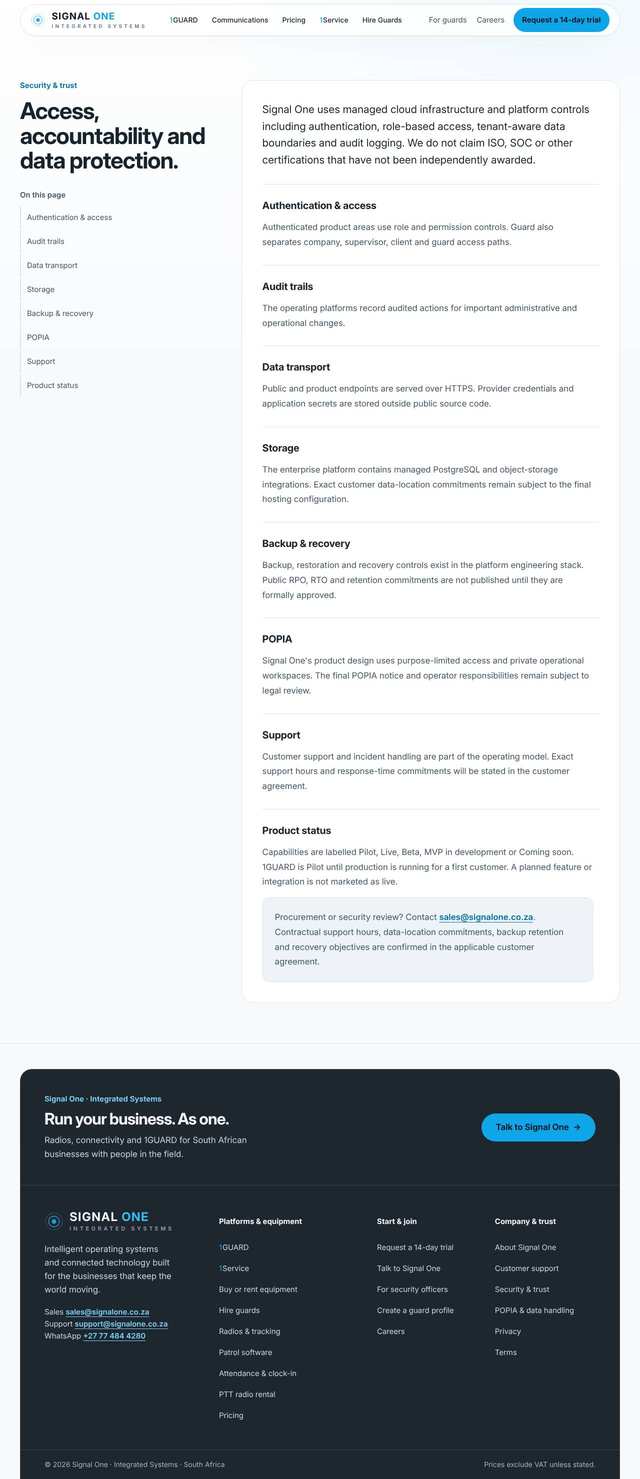 SIGNAL ONE
INTEGRATED SYSTEMS
1GUARD
Communications
Pricing
1Service
Hire Guards
For guards
Careers
Request a 14-day trial
Security & trust
Access,
accountability and
data protection.
On this page
Authentication & access
Audit trails
Data transport
Storage
Backup & recovery
POPIA
Support
Product status
Signal One uses managed cloud infrastructure and platform controls
including authentication, role-based access, tenant-aware data
boundaries and audit logging. We do not claim ISO, SOC or other
certifications that have not been independently awarded.
Authentication & access
Authenticated product areas use role and permission controls. Guard also
separates company, supervisor, client and guard access paths.
Audit trails
The operating platforms record audited actions for important administrative and
operational changes.
Data transport
Public and product endpoints are served over HTTPS. Provider credentials and
application secrets are stored outside public source code.
Storage
The enterprise platform contains managed PostgreSQL and object-storage
integrations. Exact customer data-location commitments remain subject to the final
hosting configuration.
Backup & recovery
Backup, restoration and recovery controls exist in the platform engineering stack.
Public RPO, RTO and retention commitments are not published until they are
formally approved.
POPIA
Signal One's product design uses purpose-limited access and private operational
workspaces. The final POPIA notice and operator responsibilities remain subject to
legal review.
Support
Customer support and incident handling are part of the operating model. Exact
support hours and response-time commitments will be stated in the customer
agreement.
Product status
Capabilities are labelled Pilot, Live, Beta, MVP in development or Coming soon.
1GUARD is Pilot until production is running for a first customer. A planned feature or
integration is not marketed as live.
Procurement or security review? Contact sales@signalone.co.za.
Contractual support hours, data-location commitments, backup retention
and recovery objectives are confirmed in the applicable customer
agreement.
Signal One · Integrated Systems
Run your business. As one.
Radios, connectivity and 1GUARD for South African
businesses with people in the field.
Talk to Signal One →
SIGNAL ONE
INTEGRATED SYSTEMS
Intelligent operating systems
and connected technology built
for the businesses that keep the
world moving.
Sales sales@signalone.co.za
Support support@signalone.co.za
WhatsApp +27 77 484 4280
Platforms & equipment
1GUARD
1Service
Buy or rent equipment
Hire guards
Radios & tracking
Patrol software
Attendance & clock-in
PTT radio rental
Pricing
Start & join
Request a 14-day trial
Talk to Signal One
For security officers
Create a guard profile
Careers
Company & trust
About Signal One
Customer support
Security & trust
POPIA & data handling
Privacy
Terms
© 2026 Signal One · Integrated Systems · South Africa
Prices exclude VAT unless stated.